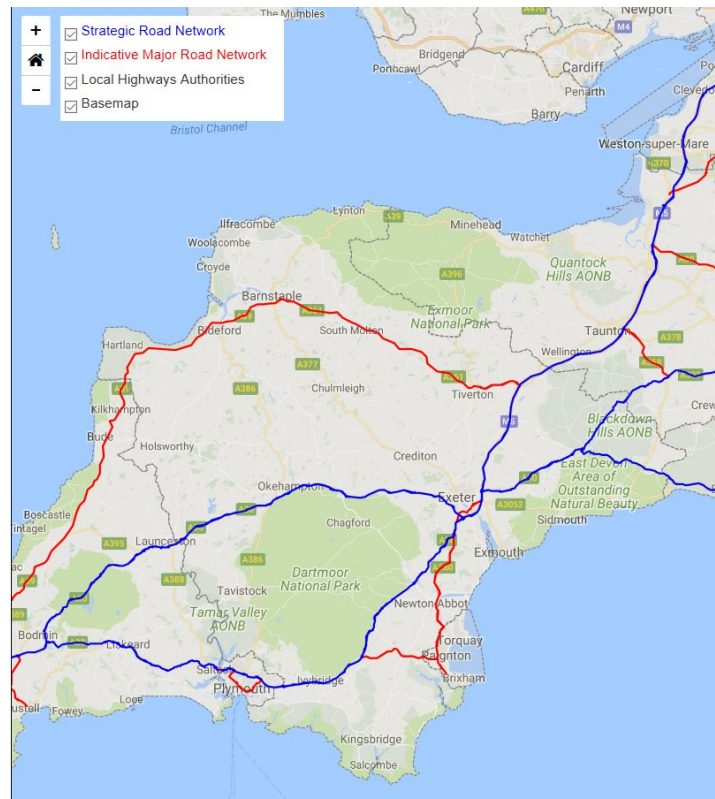 The Mumbles
A470
Newport
M4
Bridgend
Porthcawl
Cardiff
Penarth
Barry
Clevedon
+
Strategic Road Network
Indicative Major Road Network
Local Highways Authorities
−
Basemap
Bristol Channel
Weston-super-Mare
A370
M5
Lynton
A39
Minehead
Ilfracombe
Woolacombe
Watchet
Croyde
A396
Quantock
Hills AONB
Barnstaple
Exmoor
National Park
Bideford
South Molton
Taunton
A378
Hartland
Wellington
A377
Tiverton
A386
Chulmleigh
Kilkhampton
Blackdown
Hills AONB
Bude
Holsworthy
M5
Crediton
East Devon
Area of
Outstanding
Natural Beauty
Okehampton
Exeter
A30
A3052
Sidmouth
Boscastle
Tintagel
Chagford
A395
Launceston
Exmouth
A386
Dartmoor
National Park
A388
Tavistock
Tamar Valley
AONB
Newton Abbot
Bodmin
Liskeard
Torquay
Paignton
Plymouth
Ivybridge
Brixham
Looe
Fowey
Kingsbridge
Salcombe